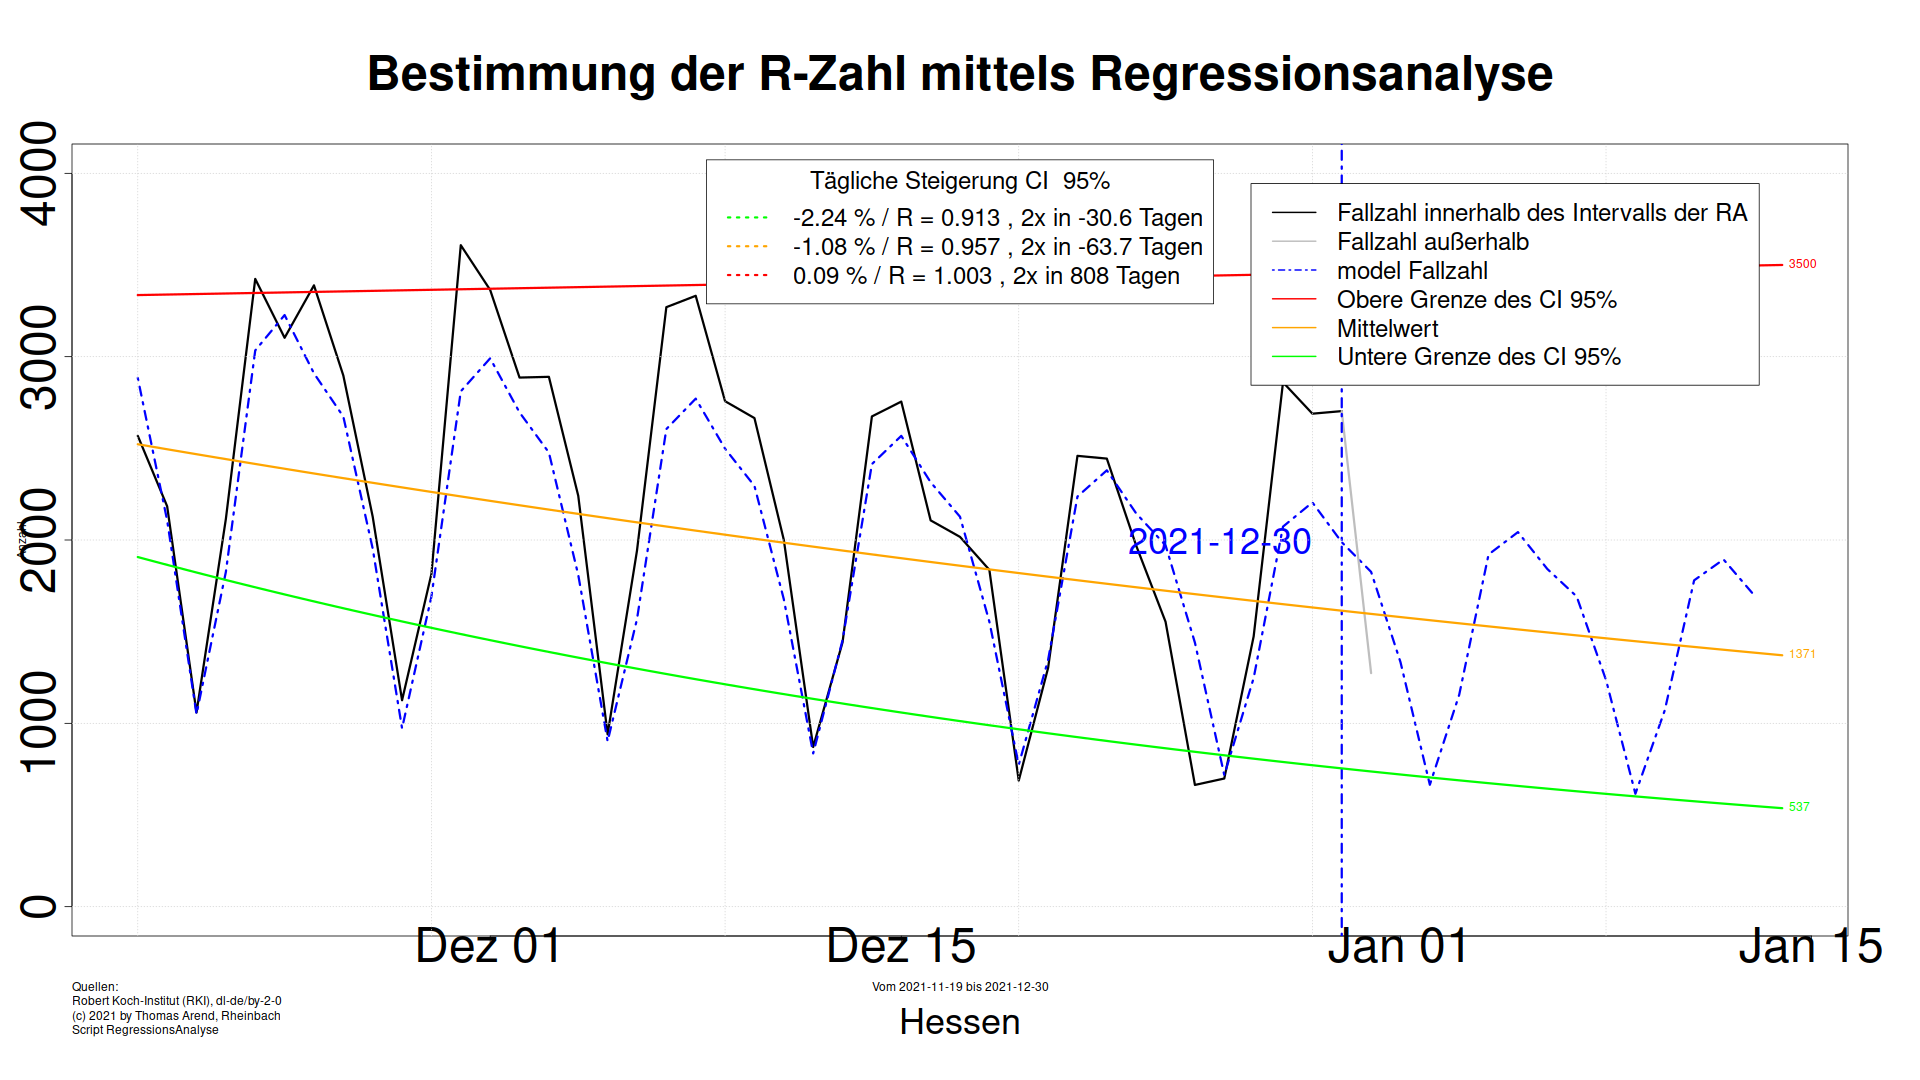 Bestimmung der R-Zahl mittels Regressionsanalyse
Tägliche Steigerung CI 95%
-2.24 % / R = 0.913 , 2x in -30.6 Tagen
-1.08 % / R = 0.957 , 2x in -63.7 Tagen
0.09 % / R = 1.003 , 2x in 808 Tagen
Fallzahl innerhalb des Intervalls der RA
Fallzahl außerhalb
model Fallzahl
Obere Grenze des CI 95%
Mittelwert
Untere Grenze des CI 95%
4000
3000
2000
1000
0
Anzahl
3500
1371
537
2021-12-30
Dez 01
Dez 15
Jan 01
Jan 15
Quellen:
Robert Koch-Institut (RKI), dl-de/by-2-0
(c) 2021 by Thomas Arend, Rheinbach
Script RegressionsAnalyse
Vom 2021-11-19 bis 2021-12-30
Hessen